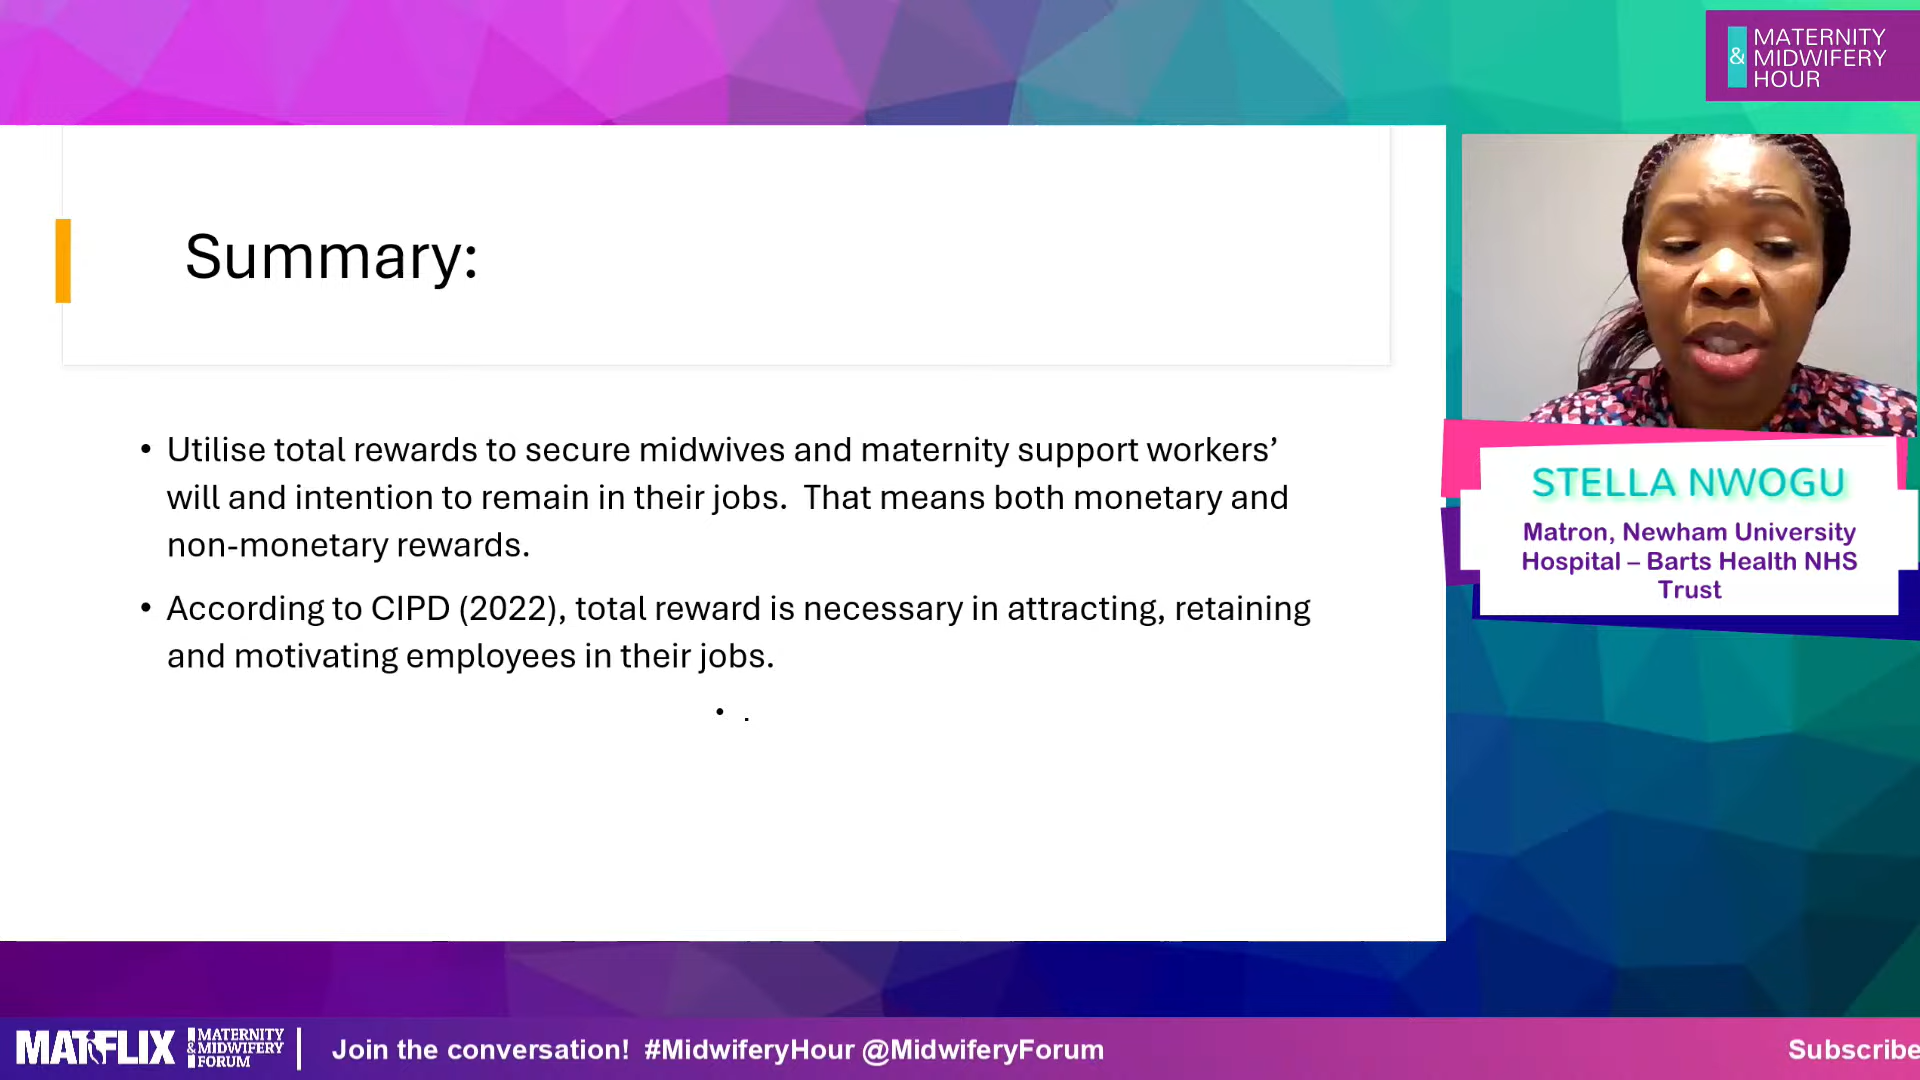 &
MATERNITY
MIDWIFERY
HOUR
Summary:
• Utilise total rewards to secure midwives and maternity support workers’
will and intention to remain in their jobs.  That means both monetary and
non-monetary rewards.
• According to CIPD (2022), total reward is necessary in attracting, retaining
and motivating employees in their jobs.
• .
STELLA NWOGU
Matron, Newham University
Hospital – Barts Health NHS
Trust
MATFLIX
MATERNITY
& MIDWIFERY
FORUM
Join the conversation!  #MidwiferyHour @MidwiferyForum
Subscribe